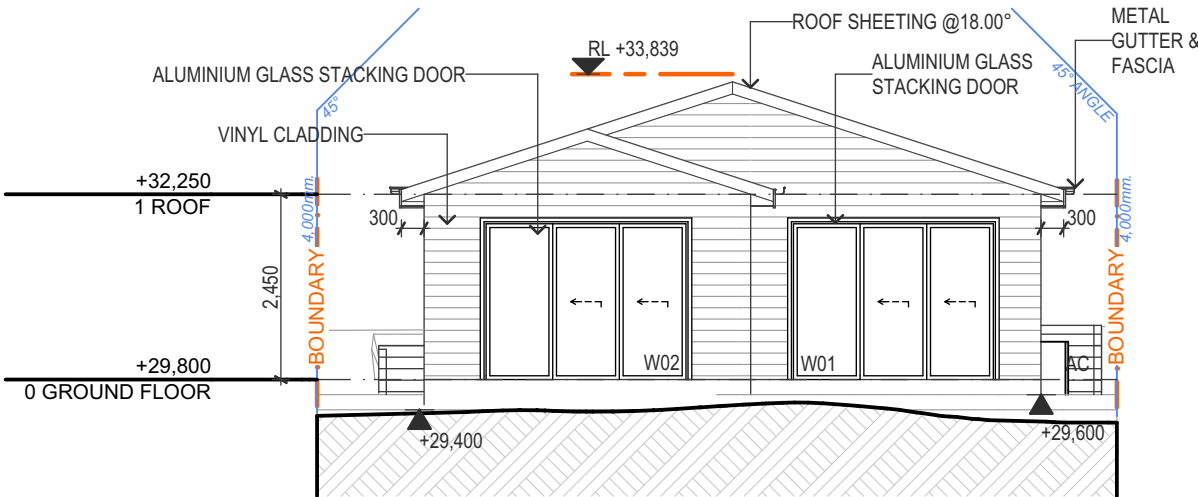 METAL
GUTTER &
FASCIA
ROOF SHEETING @18.00°
RL +33,839
ALUMINIUM GLASS
STACKING DOOR
ALUMINIUM GLASS STACKING DOOR
45°
45° ANGLE
VINYL CLADDING
+32,250
1 ROOF
4,000mm.
4,000mm.
300
300
2,450
BOUNDARY
BOUNDARY
W02
W01
AC
+29,800
0 GROUND FLOOR
+29,400
+29,600